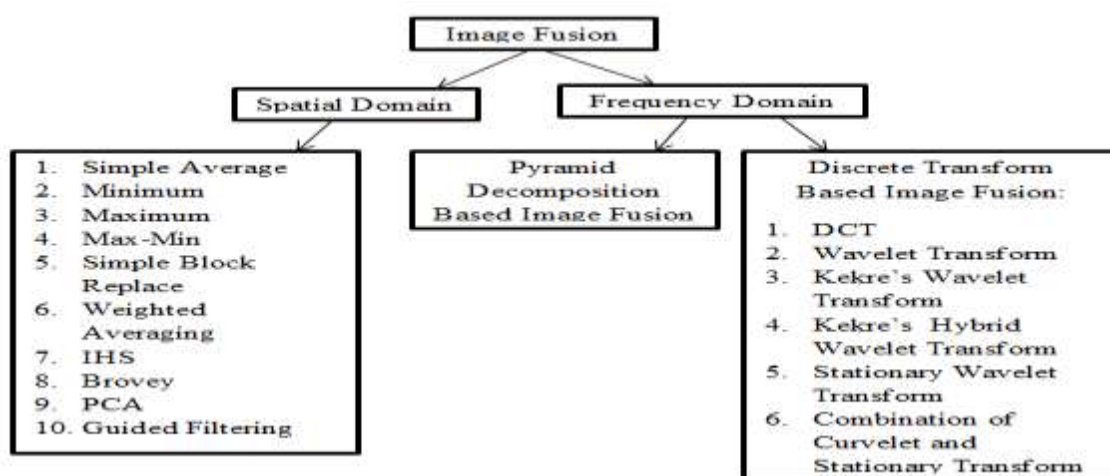 Image Fusion
Spatial Domain
Frequency Domain
1. Simple Average
2. Minimum
3. Maximum
4. Max-Min
5. Simple Block
Replace
6. Weighted
Averaging
7. IHS
8. Brovey
9. PCA
10. Guided Filtering
Pyramid
Decomposition
Based Image Fusion
Discrete Transform
Based Image Fusion:
1. DCT
2. Wavelet Transform
3. Kekre's Wavelet
Transform
4. Kekre's Hybrid
Wavelet Transform
5. Stationary Wavelet
Transform
6. Combination of
Curvelet and
Stationary Transform